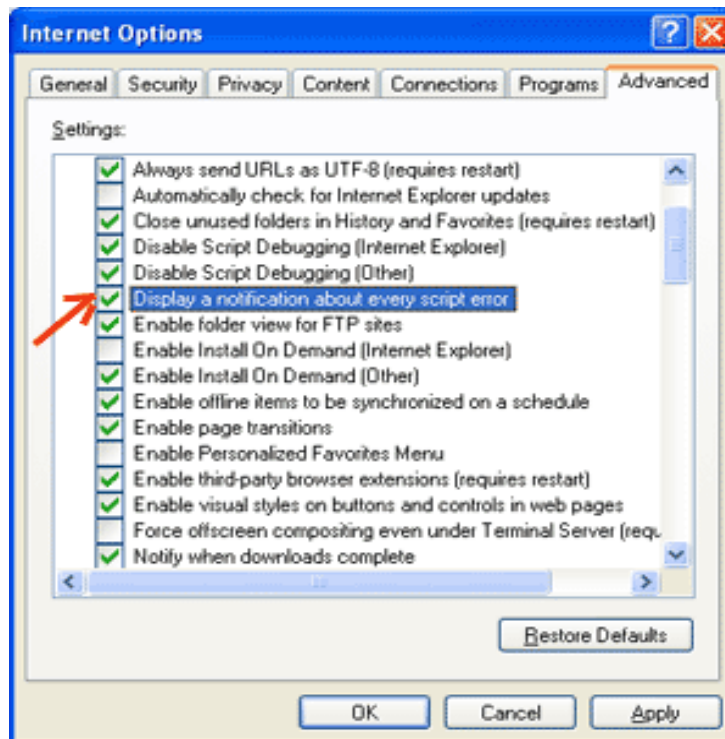 Internet Options
General Security Privacy Content Connections Programs Advanced
Settings:
Always send URLs as UTF-8 (requires restart)
Automatically check for Internet Explorer updates
Close unused folders in History and Favorites (requires restart)
Disable Script Debugging (Internet Explorer)
Disable Script Debugging (Other)
Display a notification about every script error
Enable folder view for FTP sites
Enable Install On Demand (Internet Explorer)
Enable Install On Demand (Other)
Enable offline items to be synchronized on a schedule
Enable page transitions
Enable Personalized Favorites Menu
Enable third-party browser extensions (requires restart)
Enable visual styles on buttons and controls in web pages
Force offscreen compositing even under Terminal Server (requ
Notify when downloads complete
Restore Defaults
OK Cancel Apply